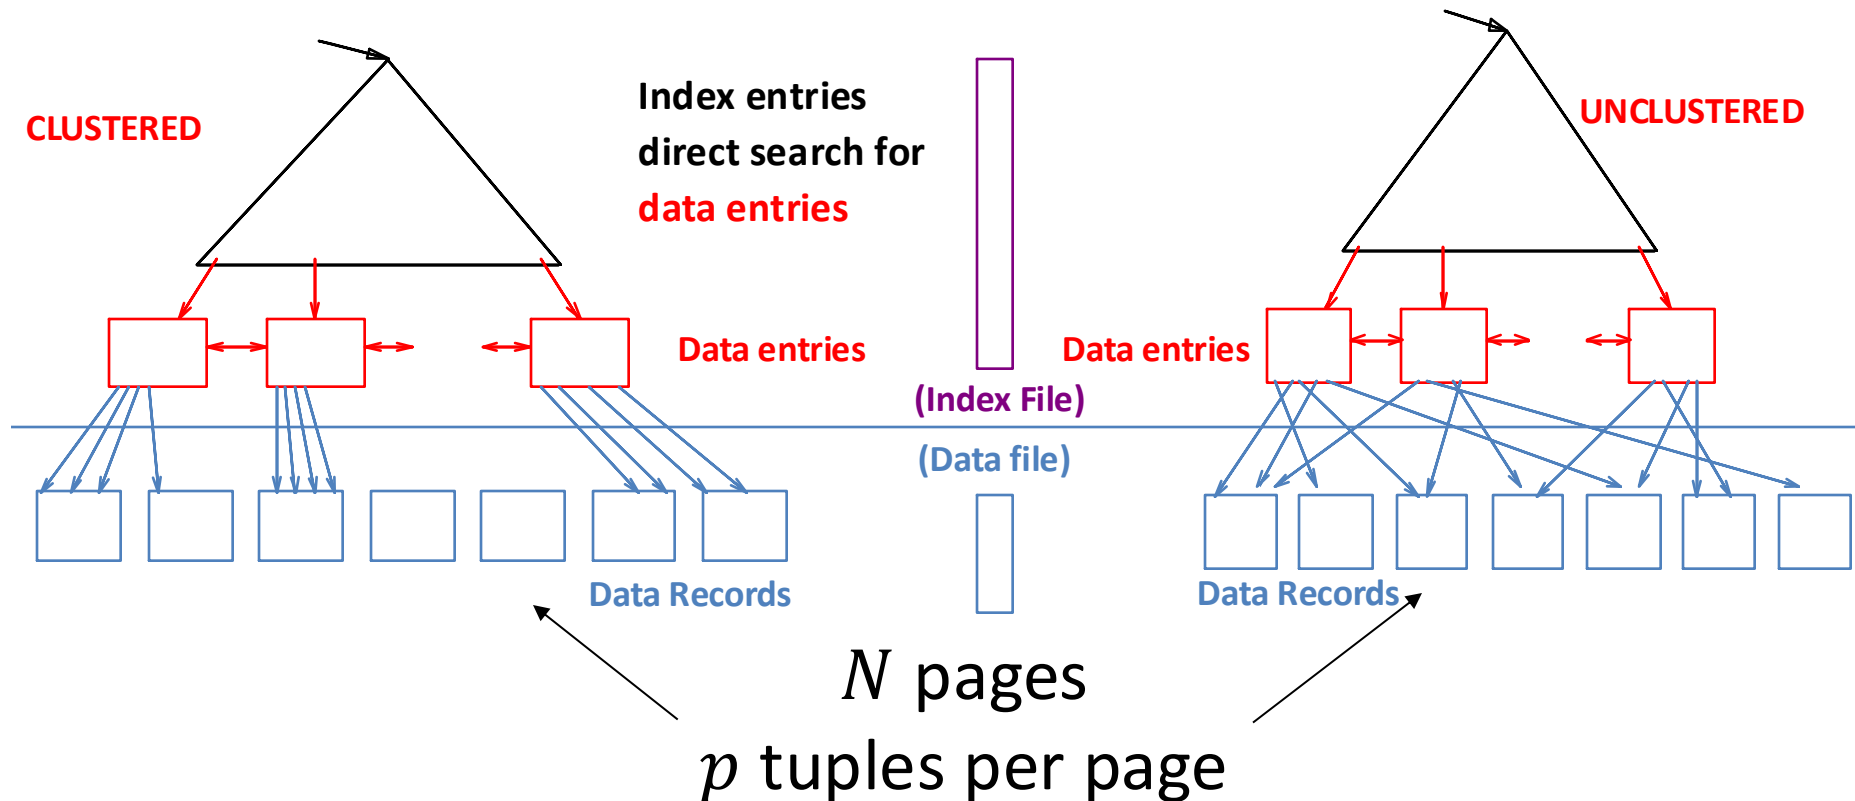 CLUSTERED
Index entries
direct search for
data entries
UNCLUSTERED
Data entries
Data entries
(Index File)
(Data file)
Data Records
Data Records
N pages
p tuples per page